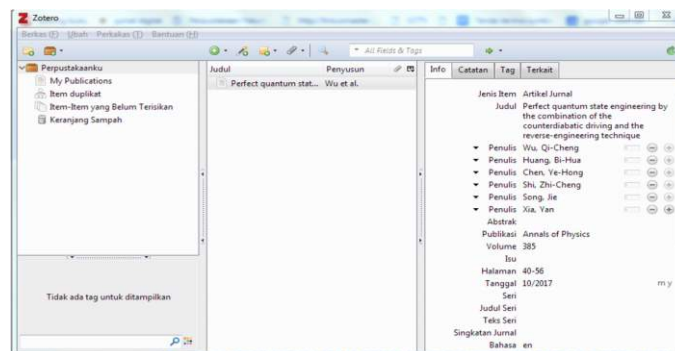 Zotero
Berkas (F) Ubah Perkakas (T) Bantuan (H)
All Fields & Tags
Perpustakaanku
My Publications
Item duplikat
Item-Item yang Belum Terisikan
Keranjang Sampah
Tidak ada tag untuk ditampilkan
Judul Penyusun
Perfect quantum stat... Wu et al.
Info Catatan Tag Terkait
Jenis Item Artikel Jurnal
Judul Perfect quantum state engineering by
the combination of the
counterdiabatic driving and the
reverse-engineering technique
Penulis Wu, Qi-Cheng
Penulis Huang, Bi-Hua
Penulis Chen, Ye-Hong
Penulis Shi, Zhi-Cheng
Penulis Song, Jie
Penulis Xia, Yan
Abstrak
Publikasi Annals of Physics
Volume 385
Isu
Halaman 40-56
Tanggal 10/2017 m y
Seri
Judul Seri
Teks Seri
Singkatan Jurnal
Bahasa en